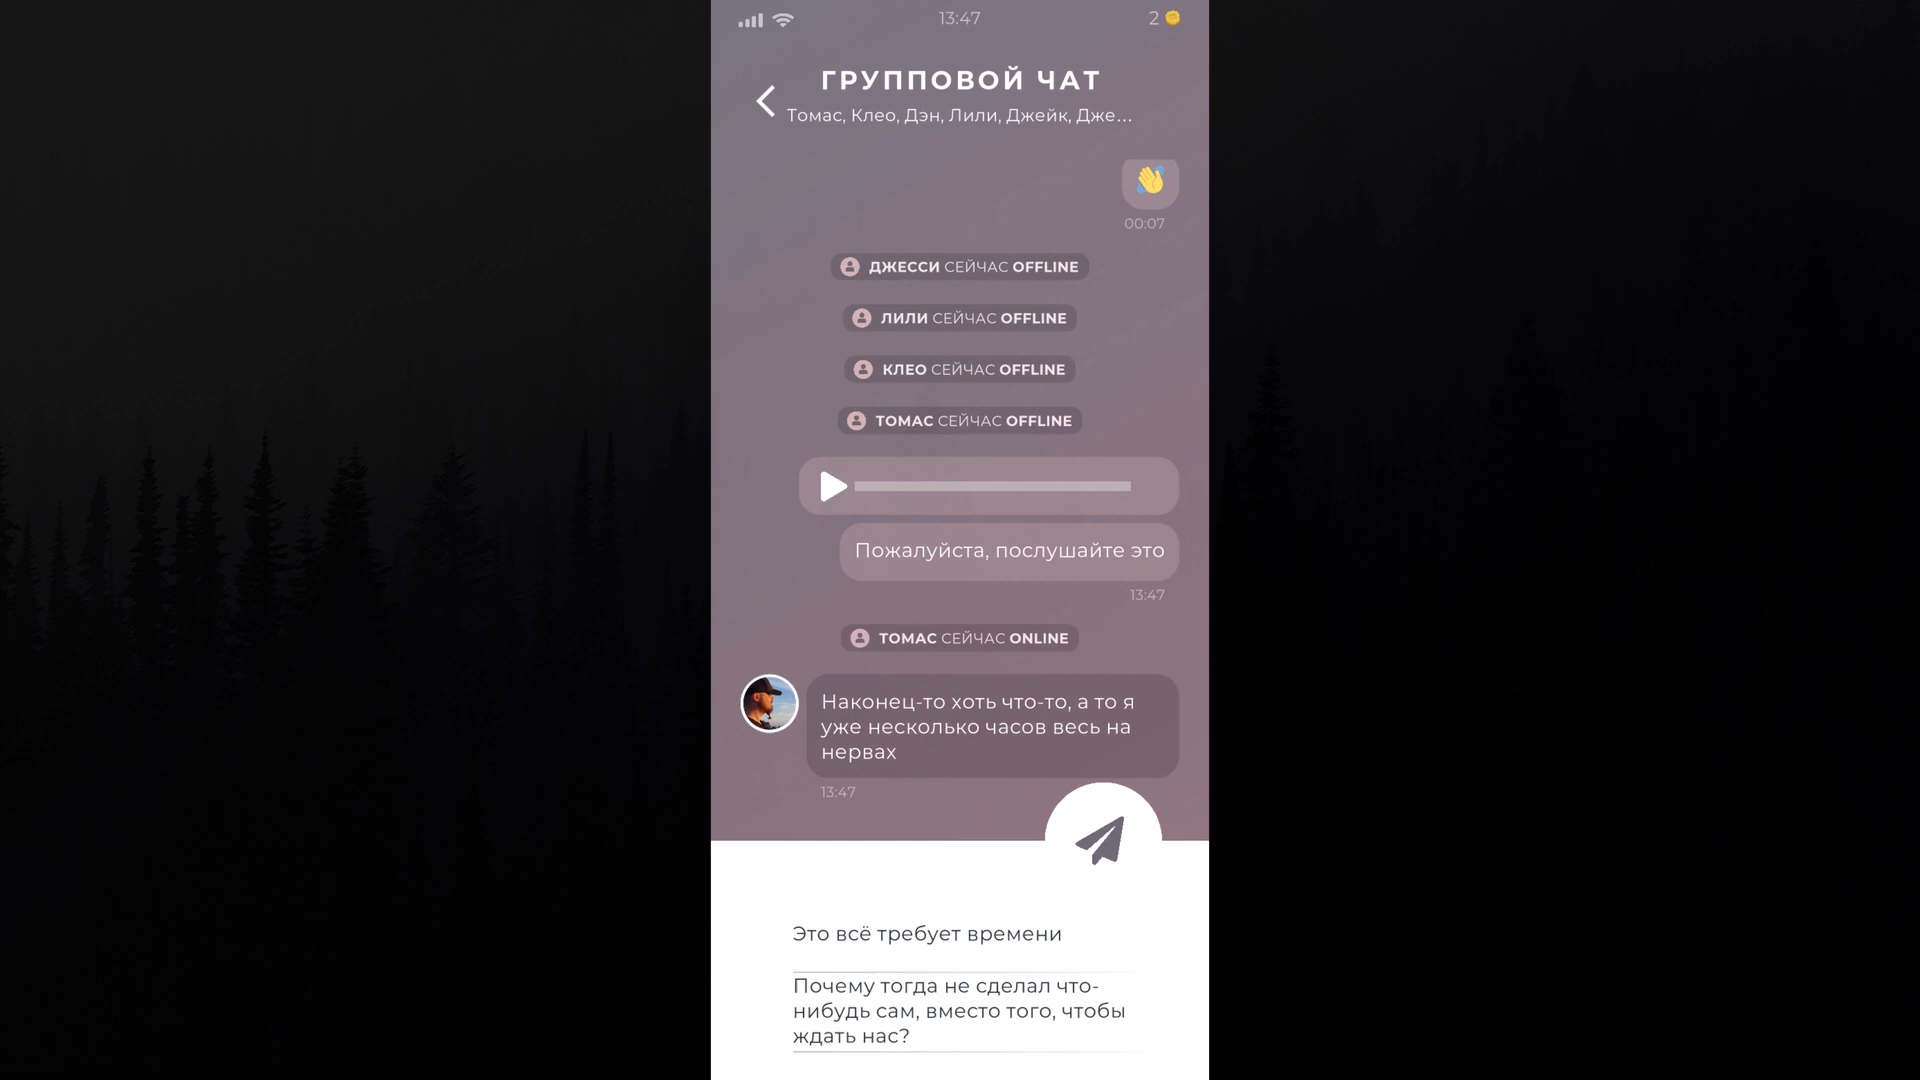 13:47
2
ГРУППОВОЙ ЧАТ
Томас, Клео, Дэн, Лили, Джейк, Дже...
00:07
ДЖЕССИ СЕЙЧАС OFFLINE
ЛИЛИ СЕЙЧАС OFFLINE
КЛЕО СЕЙЧАС OFFLINE
ТОМАС СЕЙЧАС OFFLINE
Пожалуйста, послушайте это
13:47
ТОМАС СЕЙЧАС ONLINE
Наконец-то хоть что-то, а то я
уже несколько часов весь на
нервах
13:47
Это всё требует времени
Почему тогда не сделал что-
нибудь сам, вместо того, чтобы
ждать нас?